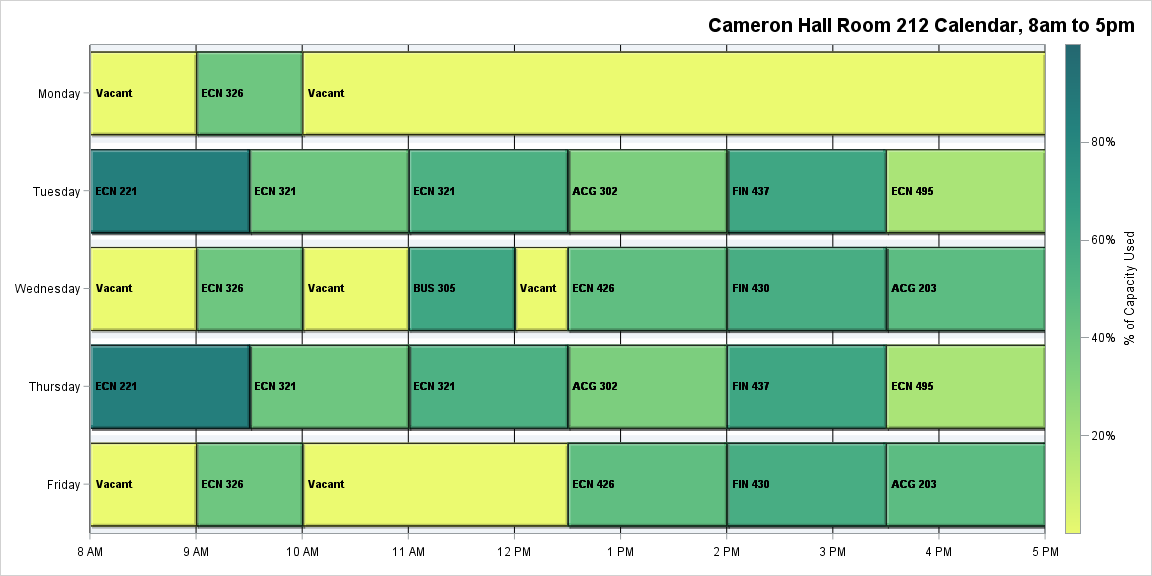 Cameron Hall Room 212 Calendar, 8am to 5pm
Monday
Vacant
ECN 326
Vacant
Tuesday
ECN 221
ECN 321
ECN 321
ACG 302
FIN 437
ECN 495
Wednesday
Vacant
ECN 326
Vacant
BUS 305
Vacant
ECN 426
FIN 430
ACG 203
Thursday
ECN 221
ECN 321
ECN 321
ACG 302
FIN 437
ECN 495
Friday
Vacant
ECN 326
Vacant
ECN 426
FIN 430
ACG 203
8 AM
9 AM
10 AM
11 AM
12 PM
1 PM
2 PM
3 PM
4 PM
5 PM
80%
60%
40%
20%
% of Capacity Used